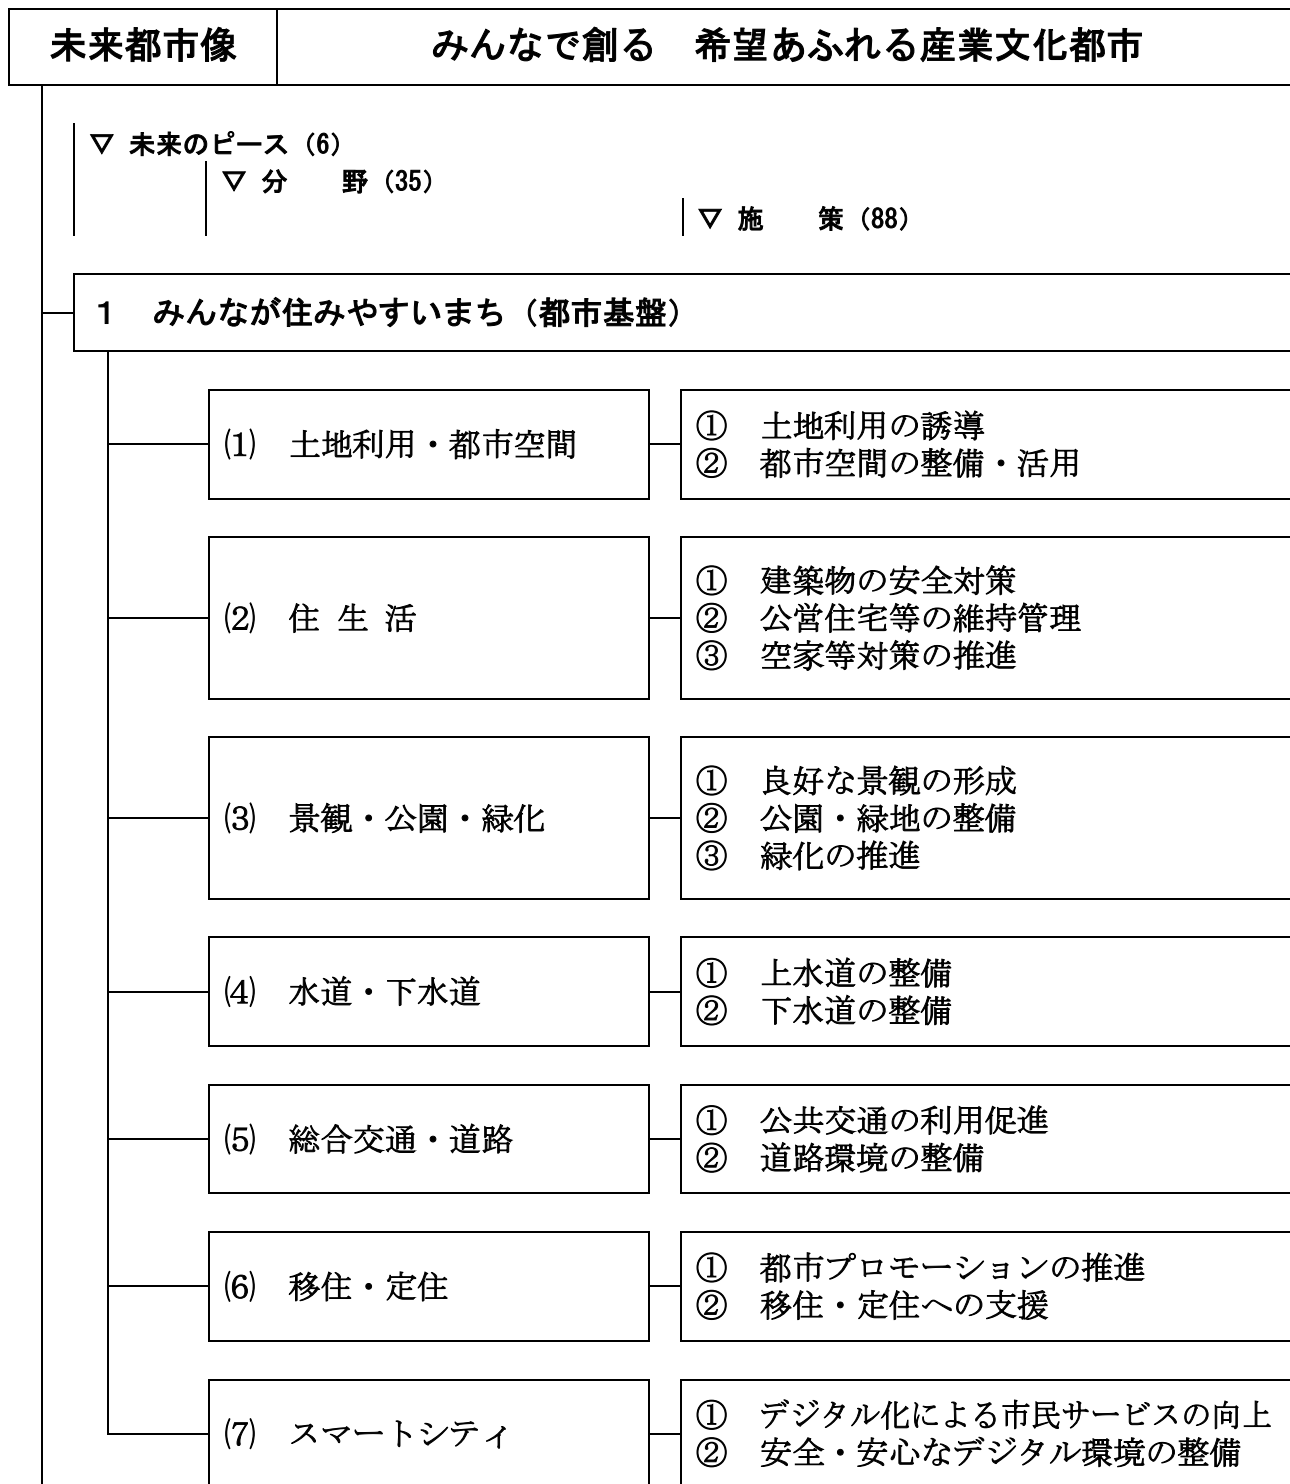 未来都市像
みんなで創る　希望あふれる産業文化都市
▽ 未来のピース（6）
▽ 分　　野（35）
▽ 施　　策（88）
１　みんなが住みやすいまち（都市基盤）
⑴　土地利用・都市空間
①　土地利用の誘導
②　都市空間の整備・活用
⑵　住 生 活
①　建築物の安全対策
②　公営住宅等の維持管理
③　空家等対策の推進
⑶　景観・公園・緑化
①　良好な景観の形成
②　公園・緑地の整備
③　緑化の推進
⑷　水道・下水道
①　上水道の整備
②　下水道の整備
⑸　総合交通・道路
①　公共交通の利用促進
②　道路環境の整備
⑹　移住・定住
①　都市プロモーションの推進
②　移住・定住への支援
⑺　スマートシティ
①　デジタル化による市民サービスの向上
②　安全・安心なデジタル環境の整備